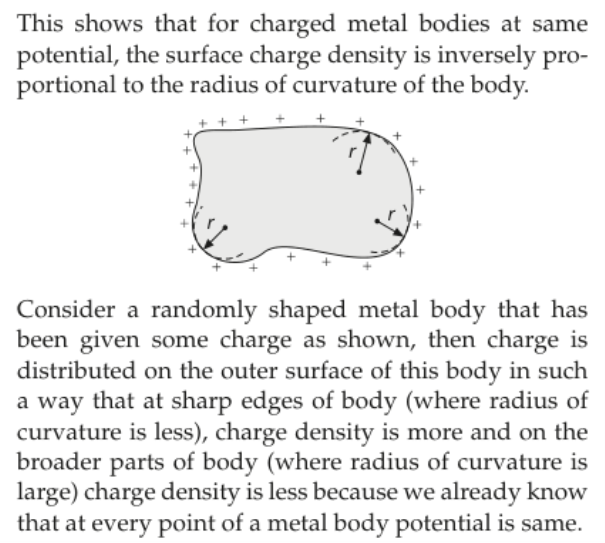 This shows that for charged metal bodies at same
potential, the surface charge density is inversely pro-
portional to the radius of curvature of the body.
+ + + + + +
r
r
r
Consider a randomly shaped metal body that has
been given some charge as shown, then charge is
distributed on the outer surface of this body in such
a way that at sharp edges of body (where radius of
curvature is less), charge density is more and on the
broader parts of body (where radius of curvature is
large) charge density is less because we already know
that at every point of a metal body potential is same.